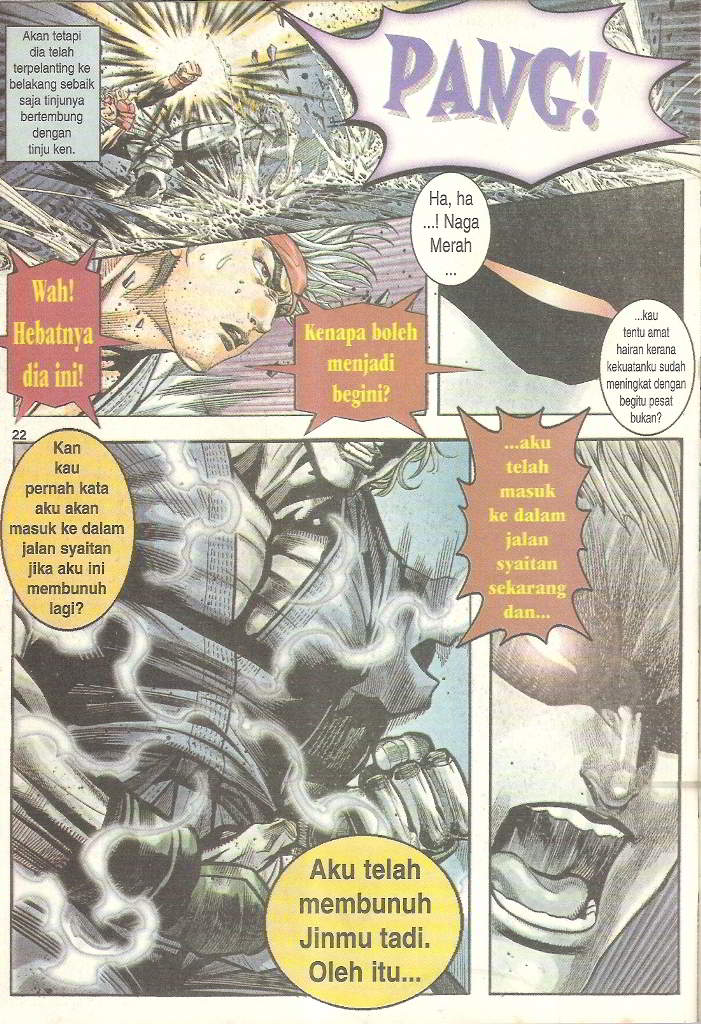 Akan tetapi
dia telah
terpelanting ke
belakang sebaik
saja tinjunya
bertembung
dengan
tinju ken.
PANG!
Wah!
Hebatnya
dia ini!
Kenapa boleh
menjadi
begini?
Ha, ha
...! Naga
Merah
...
...kau
tentu amat
hairan kerana
kekuatanku sudah
meningkat dengan
begitu pesat
bukan?
22
Kan
kau
pernah kata
aku akan
masuk ke dalam
jalan syaitan
jika aku ini
membunuh
lagi?
Aku telah
membunuh
Jinmu tadi.
Oleh itu...
...aku
telah
masuk
ke dalam
jalan
syaitan
sekarang
dan...